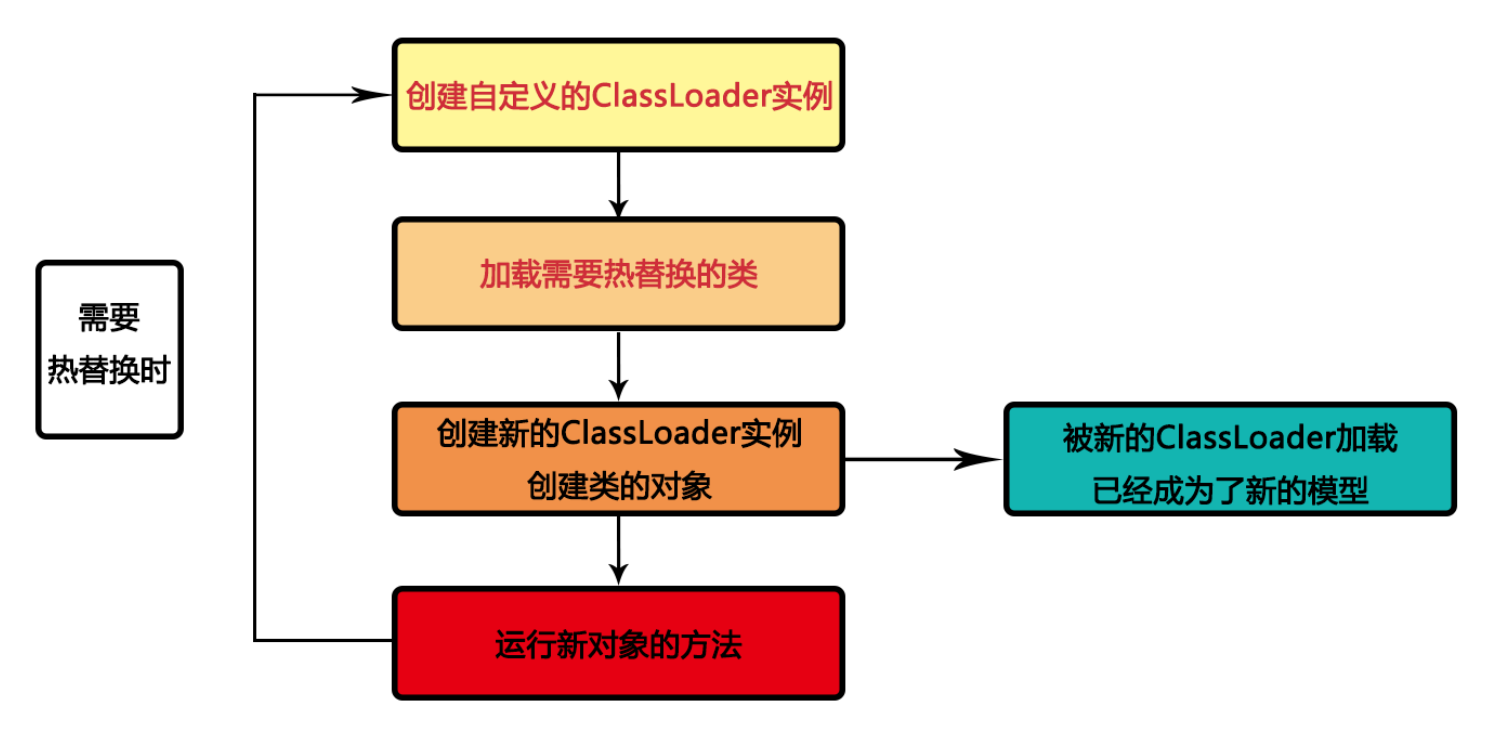 创建自定义的ClassLoader实例
加载需要热替换的类
需要
热替换时
创建新的ClassLoader实例
创建类的对象
被新的ClassLoader加载
已经成为了新的模型
运行新对象的方法